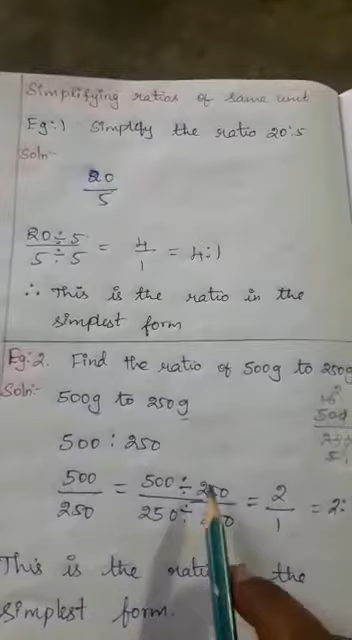 Simplifying ratios of same unit
Eg:1 Simplify the ratio 20:5
Soln:-
20
5
20÷5 = 4 = 4:1
5÷5 1
∴ This is the ratio in the
simplest form
Eg:2. Find the ratio of 500g to 250g
Soln:- 500g to 250g
500 : 250
500 = 500 ÷ 250 = 2 = 2:
250 250 ÷ 1
This is the the
simplest form.